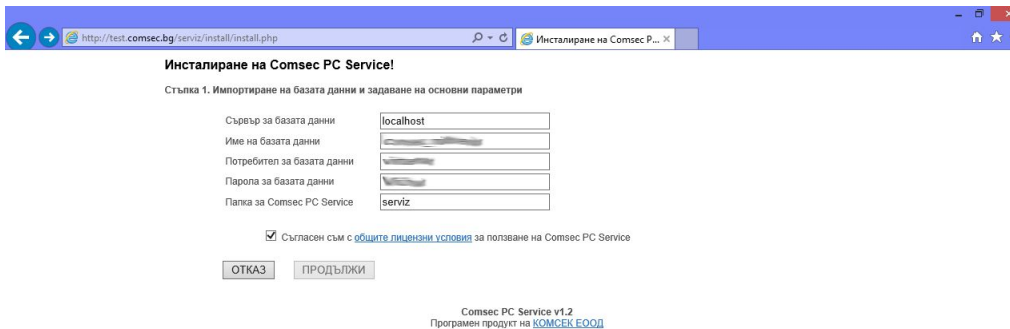 http://test.comsec.bg/serviz/install/install.php
Инсталиране на Comsec P...
Инсталиране на Comsec PC Service!
Стъпка 1. Импортиране на базата данни и задаване на основни параметри
Сървър за базата данни localhost
Име на базата данни
Потребител за базата данни
Парола за базата данни
Папка за Comsec PC Service serviz
Съгласен съм с общите лицензни условия за ползване на Comsec PC Service
ОТКАЗ ПРОДЪЛЖИ
Comsec PC Service v1.2
Програмен продукт на КОМСЕК ЕООД